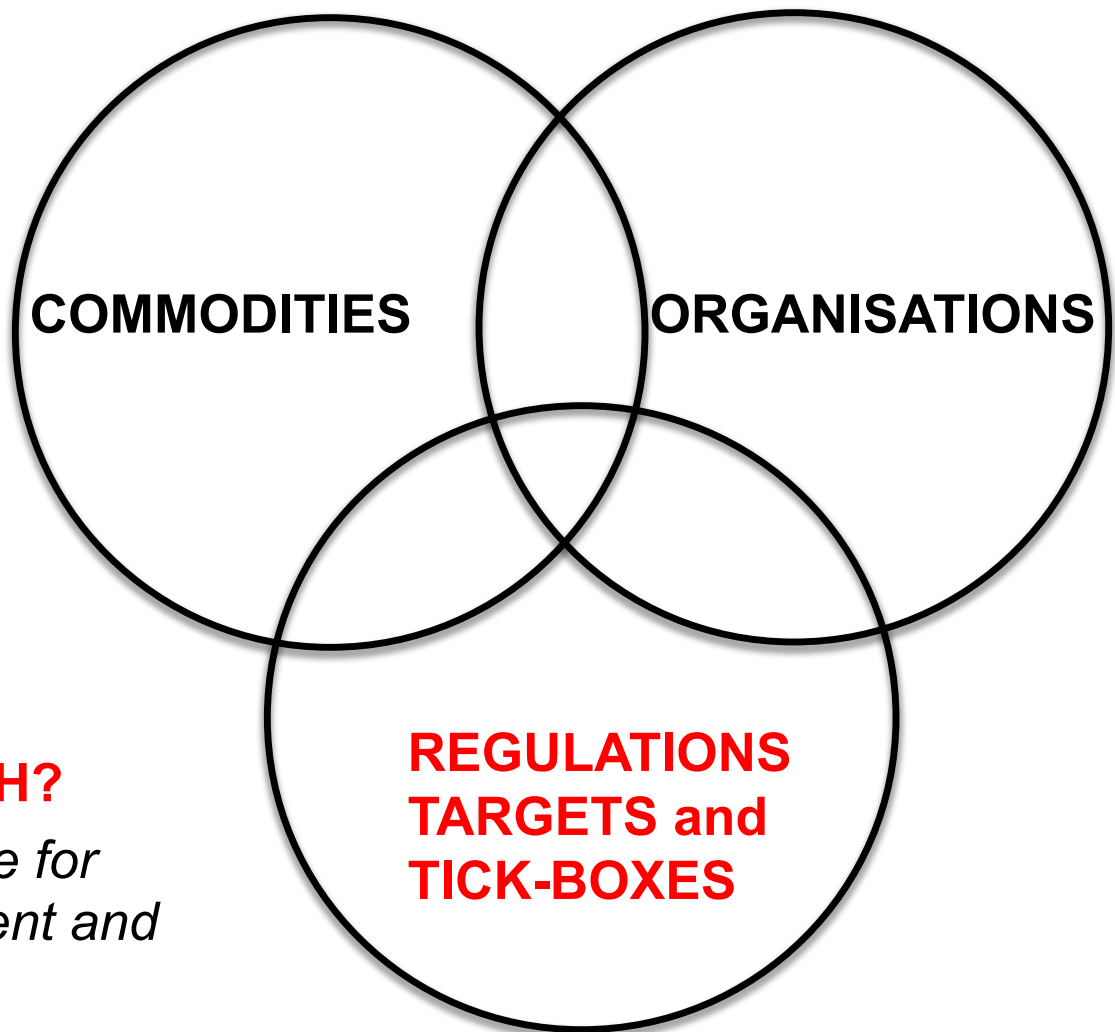 COMMODITIES
ORGANISATIONS
REGULATIONS
TARGETS and
TICK-BOXES
H?
e for
ent and